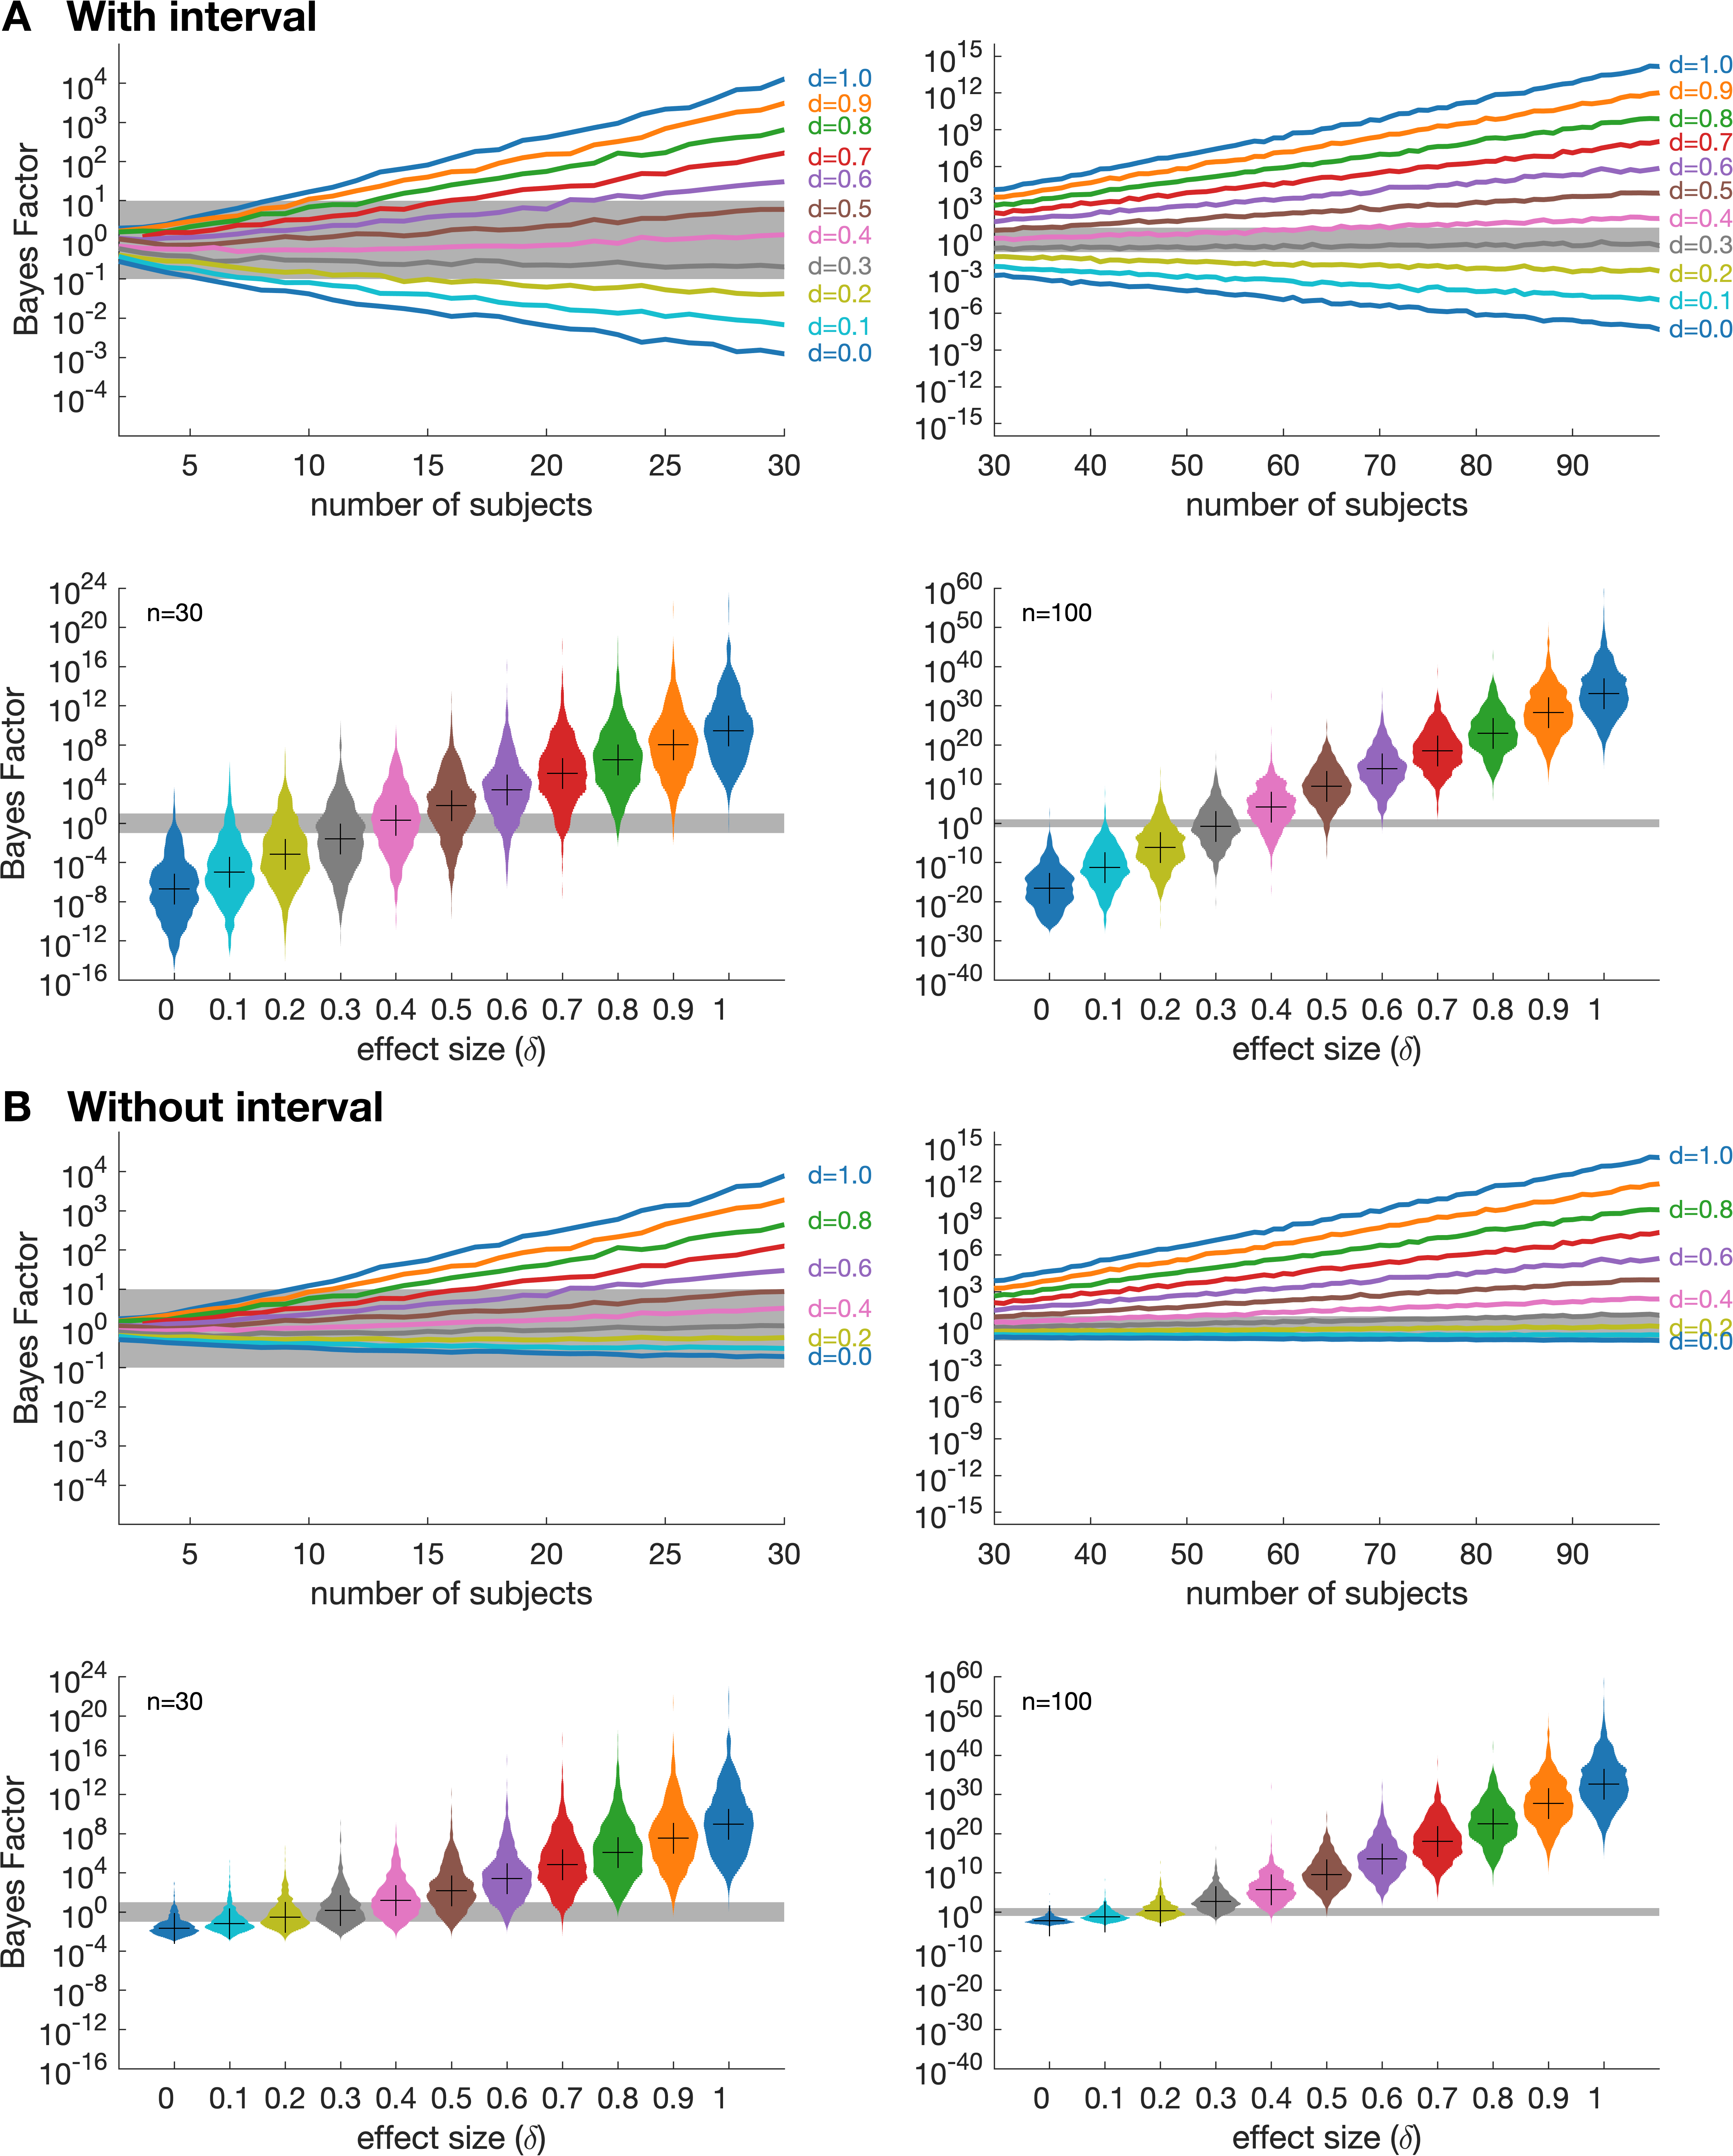 A With interval
Bayes Factor
10^4
10^3
10^2
10^1
10^0
10^-1
10^-2
10^-3
10^-4
d=1.0
d=0.9
d=0.8
d=0.7
d=0.6
d=0.5
d=0.4
d=0.3
d=0.2
d=0.1
d=0.0
5 10 15 20 25 30
number of subjects
10^15
10^12
10^9
10^6
10^3
10^0
10^-3
10^-6
10^-9
10^-12
10^-15
d=1.0
d=0.9
d=0.8
d=0.7
d=0.6
d=0.5
d=0.4
d=0.3
d=0.2
d=0.1
d=0.0
30 40 50 60 70 80 90
number of subjects
Bayes Factor
10^24
10^20
10^16
10^12
10^8
10^4
10^0
10^-4
10^-8
10^-12
10^-16
n=30
0 0.1 0.2 0.3 0.4 0.5 0.6 0.7 0.8 0.9 1
effect size (δ)
10^60
10^50
10^40
10^30
10^20
10^10
10^0
10^-10
10^-20
10^-30
10^-40
n=100
0 0.1 0.2 0.3 0.4 0.5 0.6 0.7 0.8 0.9 1
effect size (δ)
B Without interval
Bayes Factor
10^4
10^3
10^2
10^1
10^0
10^-1
10^-2
10^-3
10^-4
d=1.0
d=0.8
d=0.6
d=0.4
d=0.2
d=0.0
5 10 15 20 25 30
number of subjects
10^15
10^12
10^9
10^6
10^3
10^0
10^-3
10^-6
10^-9
10^-12
10^-15
d=1.0
d=0.8
d=0.6
d=0.4
d=0.2
d=0.0
30 40 50 60 70 80 90
number of subjects
Bayes Factor
10^24
10^20
10^16
10^12
10^8
10^4
10^0
10^-4
10^-8
10^-12
10^-16
n=30
0 0.1 0.2 0.3 0.4 0.5 0.6 0.7 0.8 0.9 1
effect size (δ)
10^60
10^50
10^40
10^30
10^20
10^10
10^0
10^-10
10^-20
10^-30
10^-40
n=100
0 0.1 0.2 0.3 0.4 0.5 0.6 0.7 0.8 0.9 1
effect size (δ)